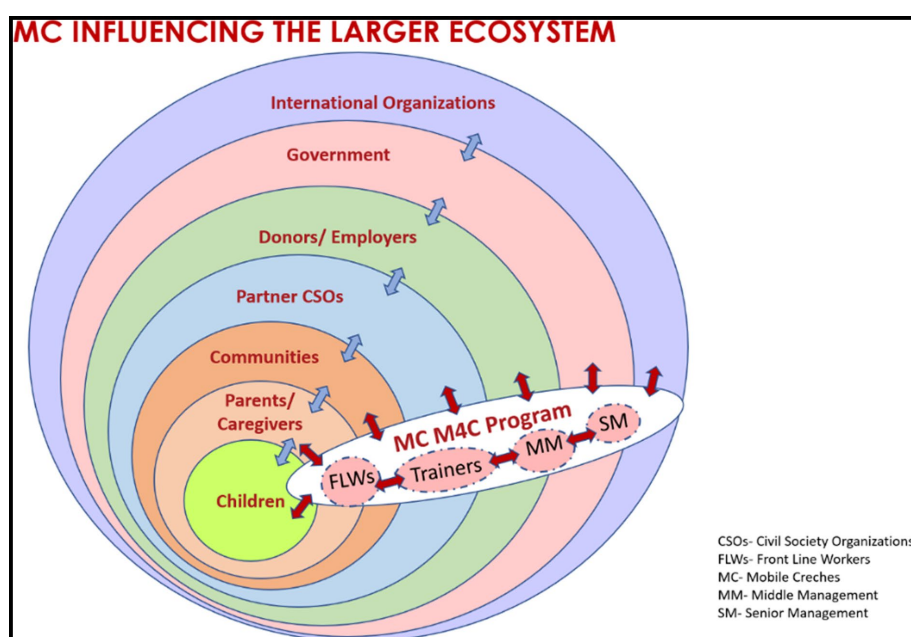 MC INFLUENCING THE LARGER ECOSYSTEM
International Organizations
Government
Donors/ Employers
Partner CSOs
Communities
Parents/
Caregivers
Children
MC M4C Program
FLWs
Trainers
MM
SM
CSOs- Civil Society Organizations
FLWs- Front Line Workers
MC- Mobile Creches
MM- Middle Management
SM- Senior Management